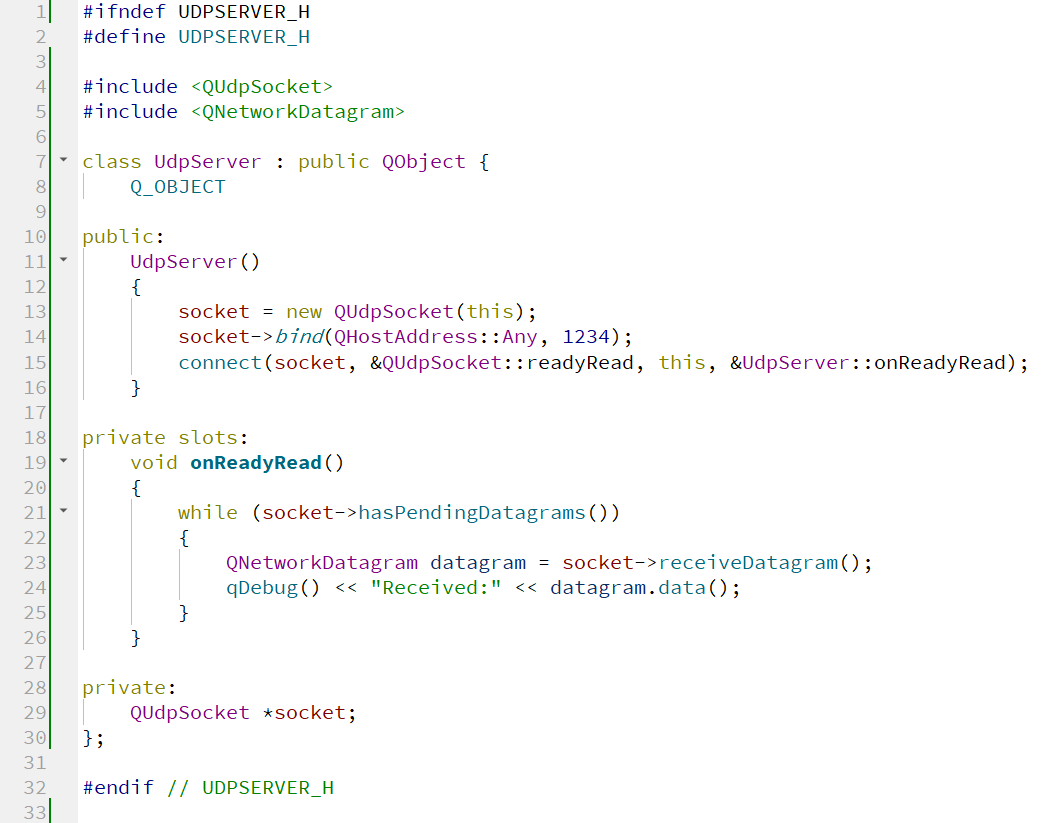 1 #ifndef UDPSERVER_H
2 #define UDPSERVER_H
3
4 #include <QUdpSocket>
5 #include <QNetworkDatagram>
6
7 class UdpServer : public QObject {
8     Q_OBJECT
9
10 public:
11     UdpServer()
12     {
13         socket = new QUdpSocket(this);
14         socket->bind(QHostAddress::Any, 1234);
15         connect(socket, &QUdpSocket::readyRead, this, &UdpServer::onReadyRead);
16     }
17
18 private slots:
19     void onReadyRead()
20     {
21         while (socket->hasPendingDatagrams())
22         {
23             QNetworkDatagram datagram = socket->receiveDatagram();
24             qDebug() << "Received:" << datagram.data();
25         }
26     }
27
28 private:
29     QUdpSocket *socket;
30 };
31
32 #endif // UDPSERVER_H
33